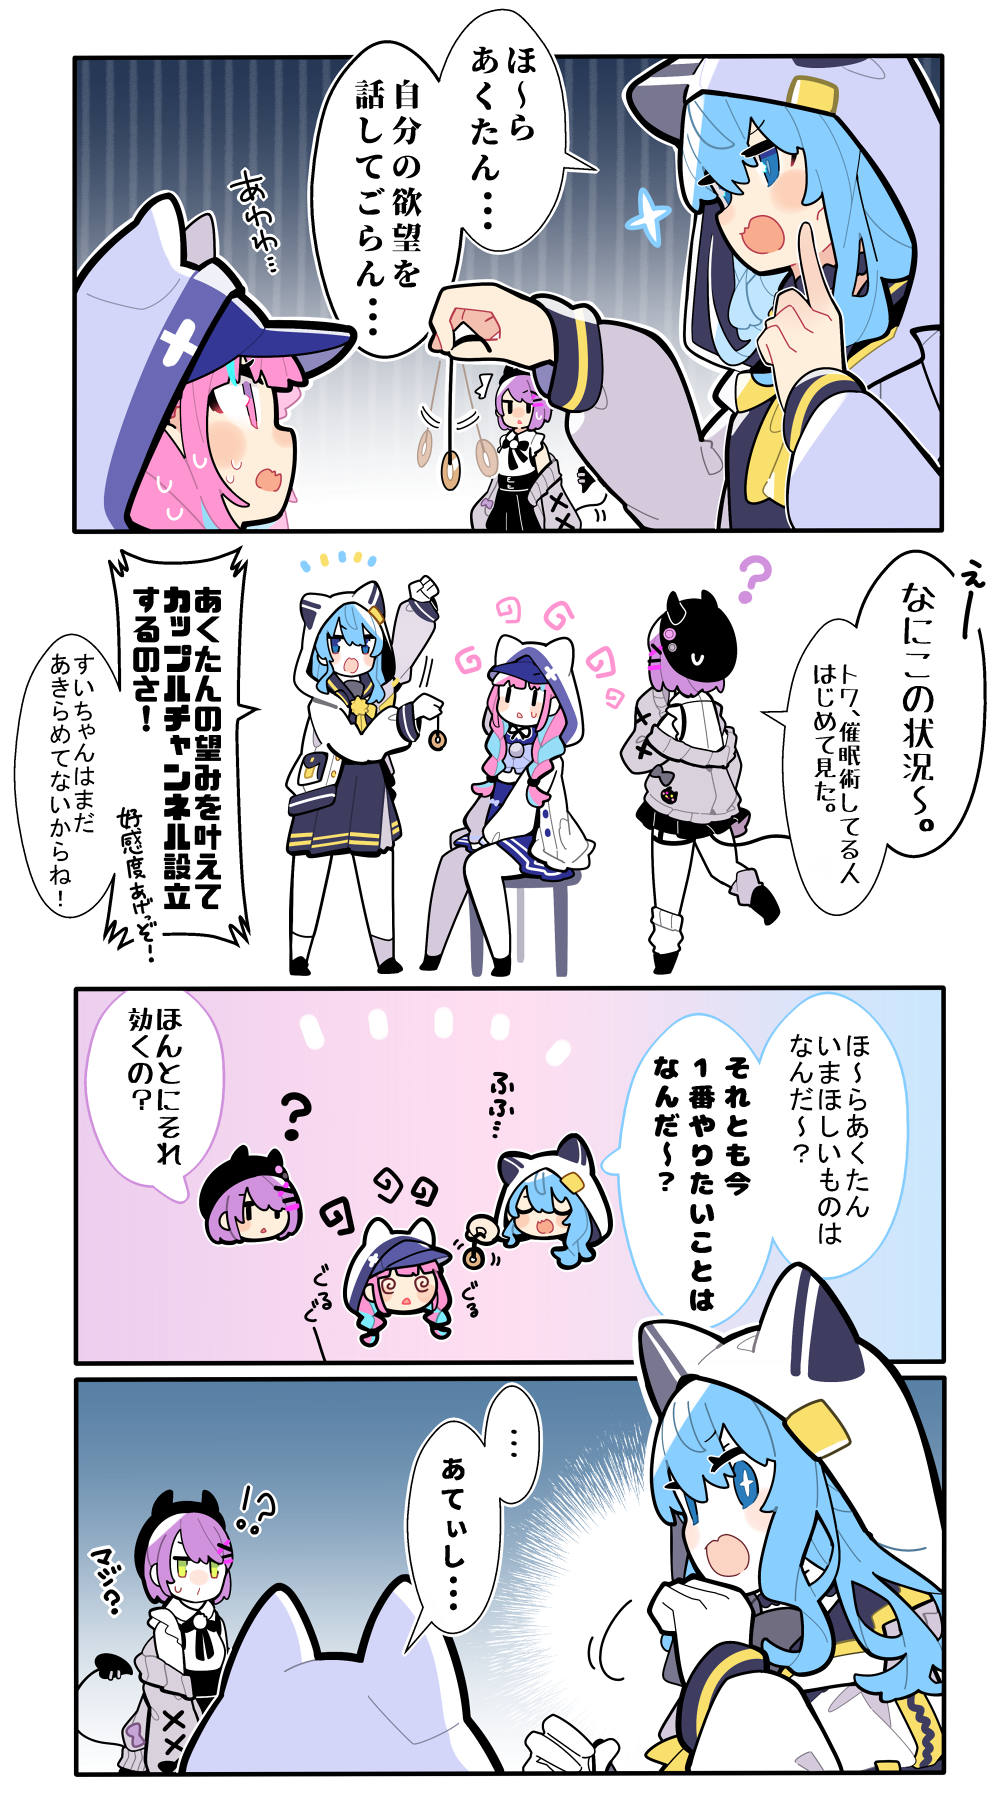 ほ～ら
あくたん…
自分の欲望を
話してごらん…
あわわ…
えー
なにこの状況～。
トワ、催眠術してる人
はじめて見た。
?
あくたんの望みを叶えて
カップルチャンネル設立
するのさ!
すいちゃんはまだ
あきらめてないからね!
好感度あげっぞー!
ほ～らあくたん
いまほしいものは
なんだ～?
それとも今
1番やりたいことは
なんだ～?
ふふ…
ほんとにそれ
効くの?
?
ぐる
ぐる
…
あてぃし…
!?
マジ?